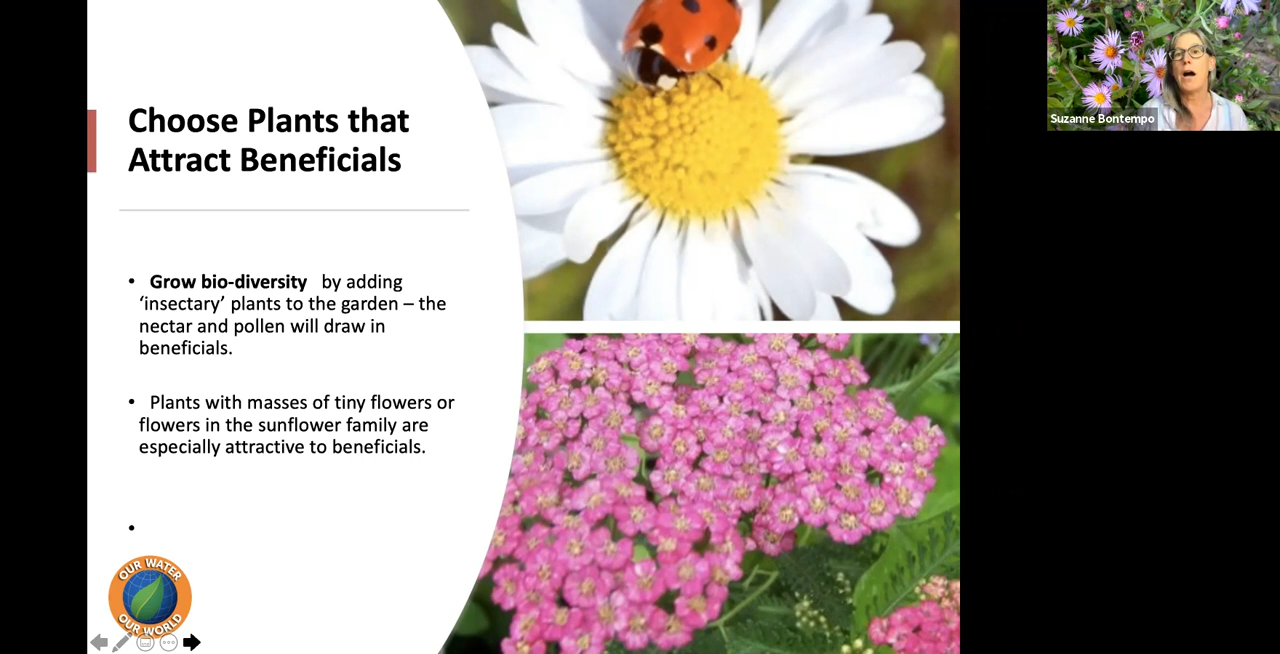 Choose Plants that
Attract Beneficials
• Grow bio-diversity by adding
‘insectary’ plants to the garden – the
nectar and pollen will draw in
beneficials.
• Plants with masses of tiny flowers or
flowers in the sunflower family are
especially attractive to beneficials.
•
OUR WATER
OUR WORLD
Suzanne Bontempo